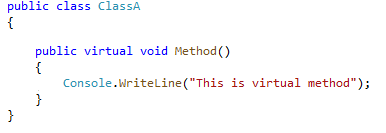 public class ClassA
{
public virtual void Method()
{
Console.WriteLine("This is virtual method");
}
}